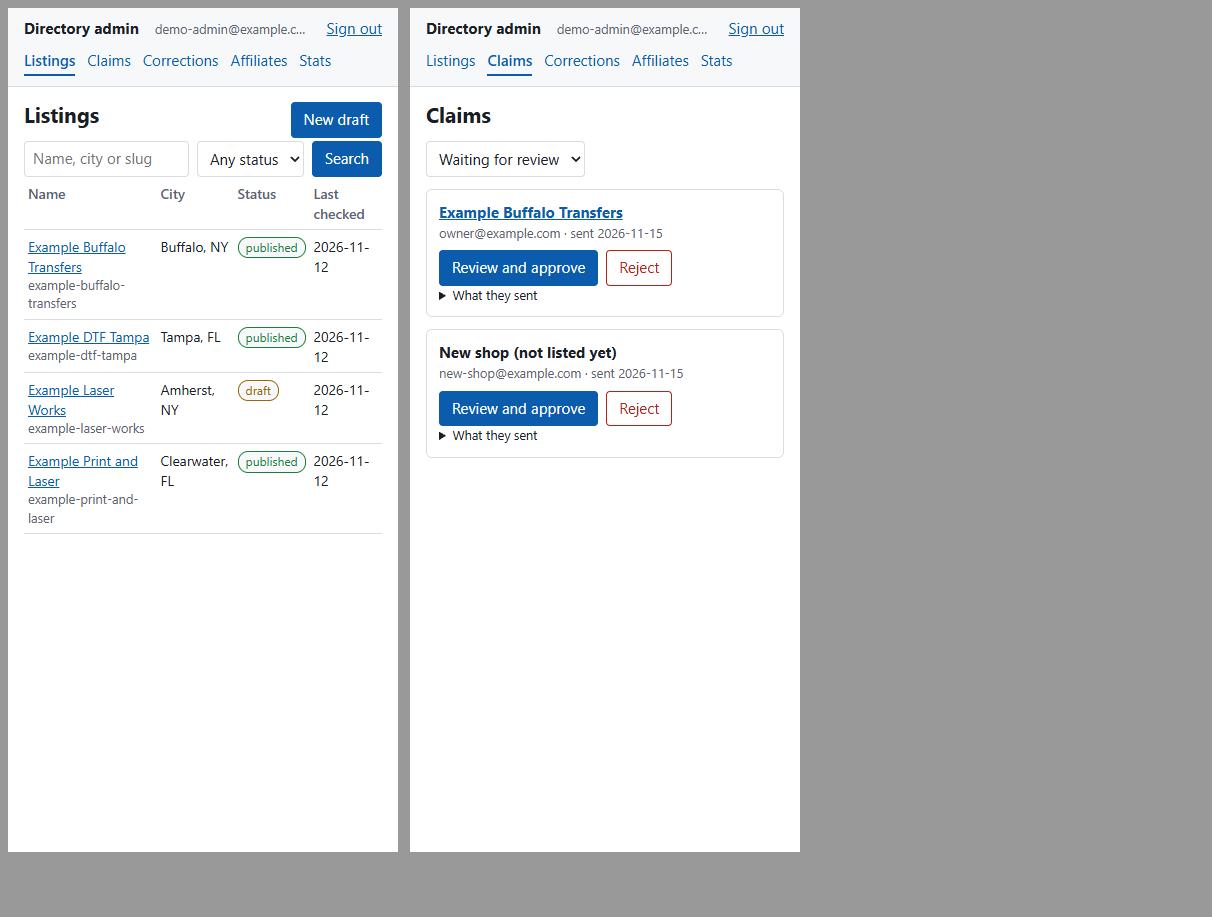 Directory admin demo-admin@example.c... Sign out
Listings Claims Corrections Affiliates Stats
Listings
New draft
Name, city or slug Any status Search
Name City Status Last
checked
Example Buffalo Buffalo, NY published 2026-11-
Transfers 12
example-buffalo-
transfers
Example DTF Tampa Tampa, FL published 2026-11-
example-dtf-tampa 12
Example Laser Amherst, draft 2026-11-
Works NY 12
example-laser-works
Example Print and Clearwater, published 2026-11-
Laser FL 12
example-print-and-
laser
Directory admin demo-admin@example.c... Sign out
Listings Claims Corrections Affiliates Stats
Claims
Waiting for review
Example Buffalo Transfers
owner@example.com · sent 2026-11-15
Review and approve Reject
What they sent
New shop (not listed yet)
new-shop@example.com · sent 2026-11-15
Review and approve Reject
What they sent